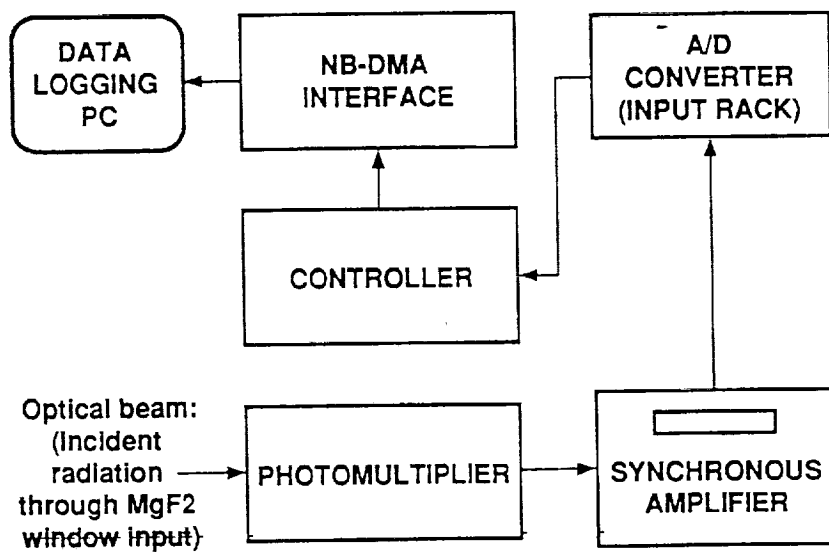 DATA
LOGGING
PC
NB-DMA
INTERFACE
A/D
CONVERTER
(INPUT RACK)
CONTROLLER
Optical beam:
(Incident
radiation
through MgF2
window input)
PHOTOMULTIPLIER
SYNCHRONOUS
AMPLIFIER